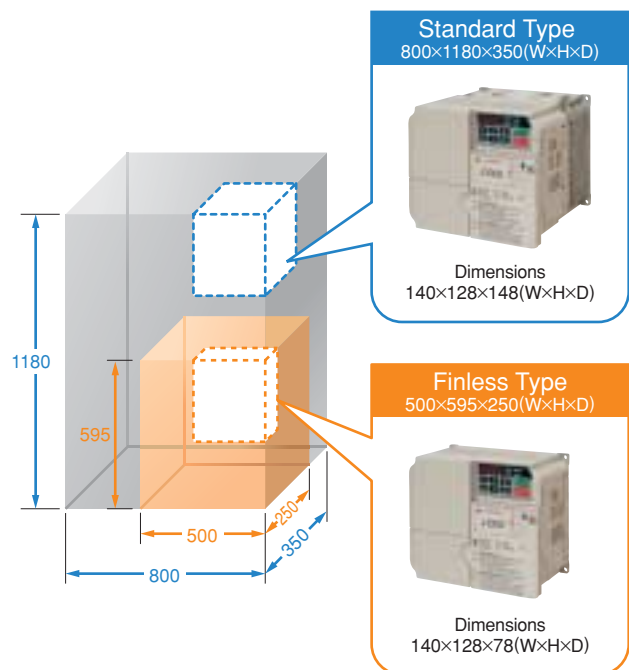 Standard Type
800×1180×350(W×H×D)
Dimensions
140×128×148(W×H×D)
1180
595
500
250
350
800
Finless Type
500×595×250(W×H×D)
Dimensions
140×128×78(W×H×D)